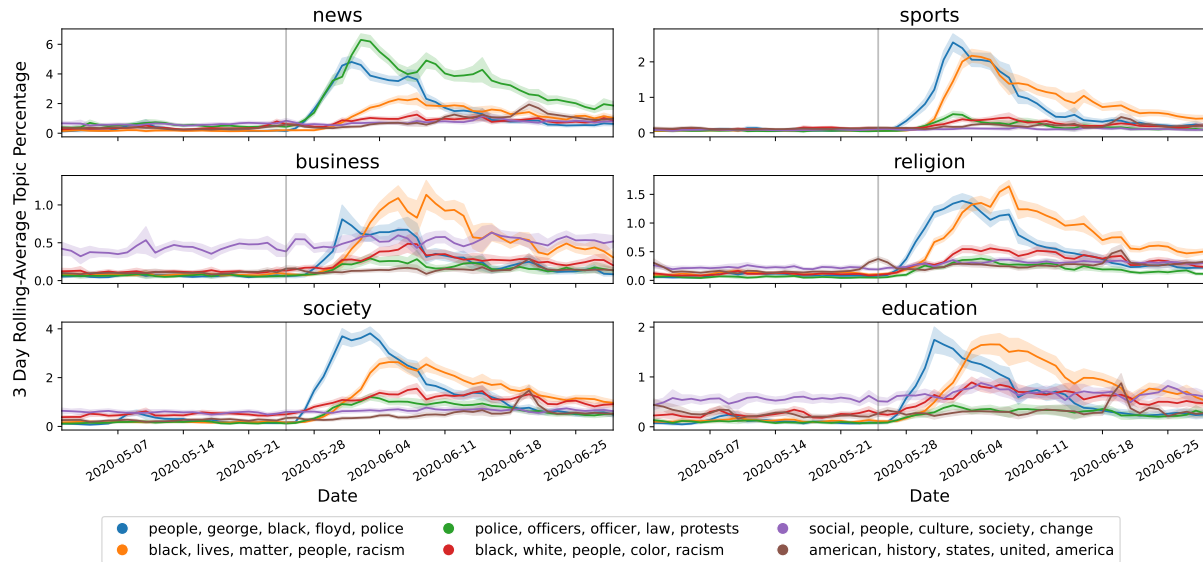 3 Day Rolling-Average Topic Percentage
news
6
4
2
0
sports
2
1
0
business
1.0
0.5
0.0
religion
1.5
1.0
0.5
0.0
society
4
2
0
2020-05-07
2020-05-14
2020-05-21
2020-05-28
2020-06-04
2020-06-11
2020-06-18
2020-06-25
Date
education
2
1
0
2020-05-07
2020-05-14
2020-05-21
2020-05-28
2020-06-04
2020-06-11
2020-06-18
2020-06-25
Date
people, george, black, floyd, police
black, lives, matter, people, racism
police, officers, officer, law, protests
black, white, people, color, racism
social, people, culture, society, change
american, history, states, united, america